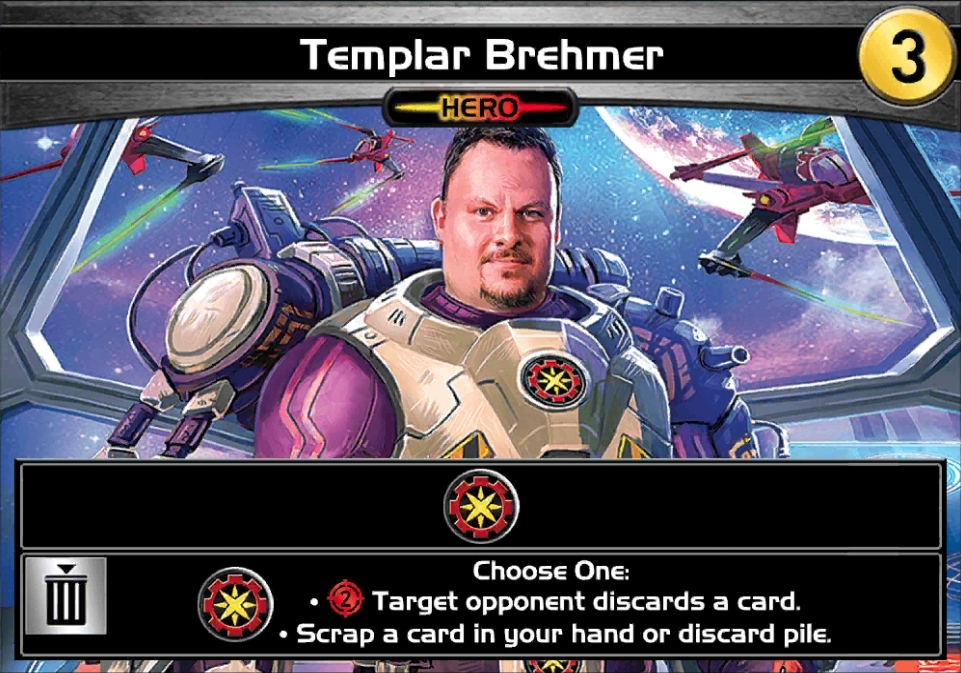 Templar Brehmer
3
HERO
Choose One:
• 2 Target opponent discards a card.
• Scrap a card in your hand or discard pile.